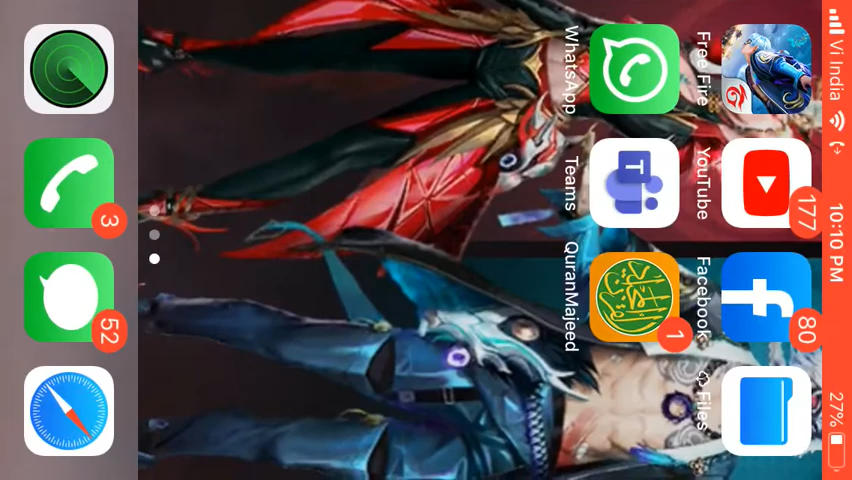 Vi India 10:10 PM 27%
177 80
Free Fire YouTube Facebook Files
1
WhatsApp Teams QuranMajeed
3 52